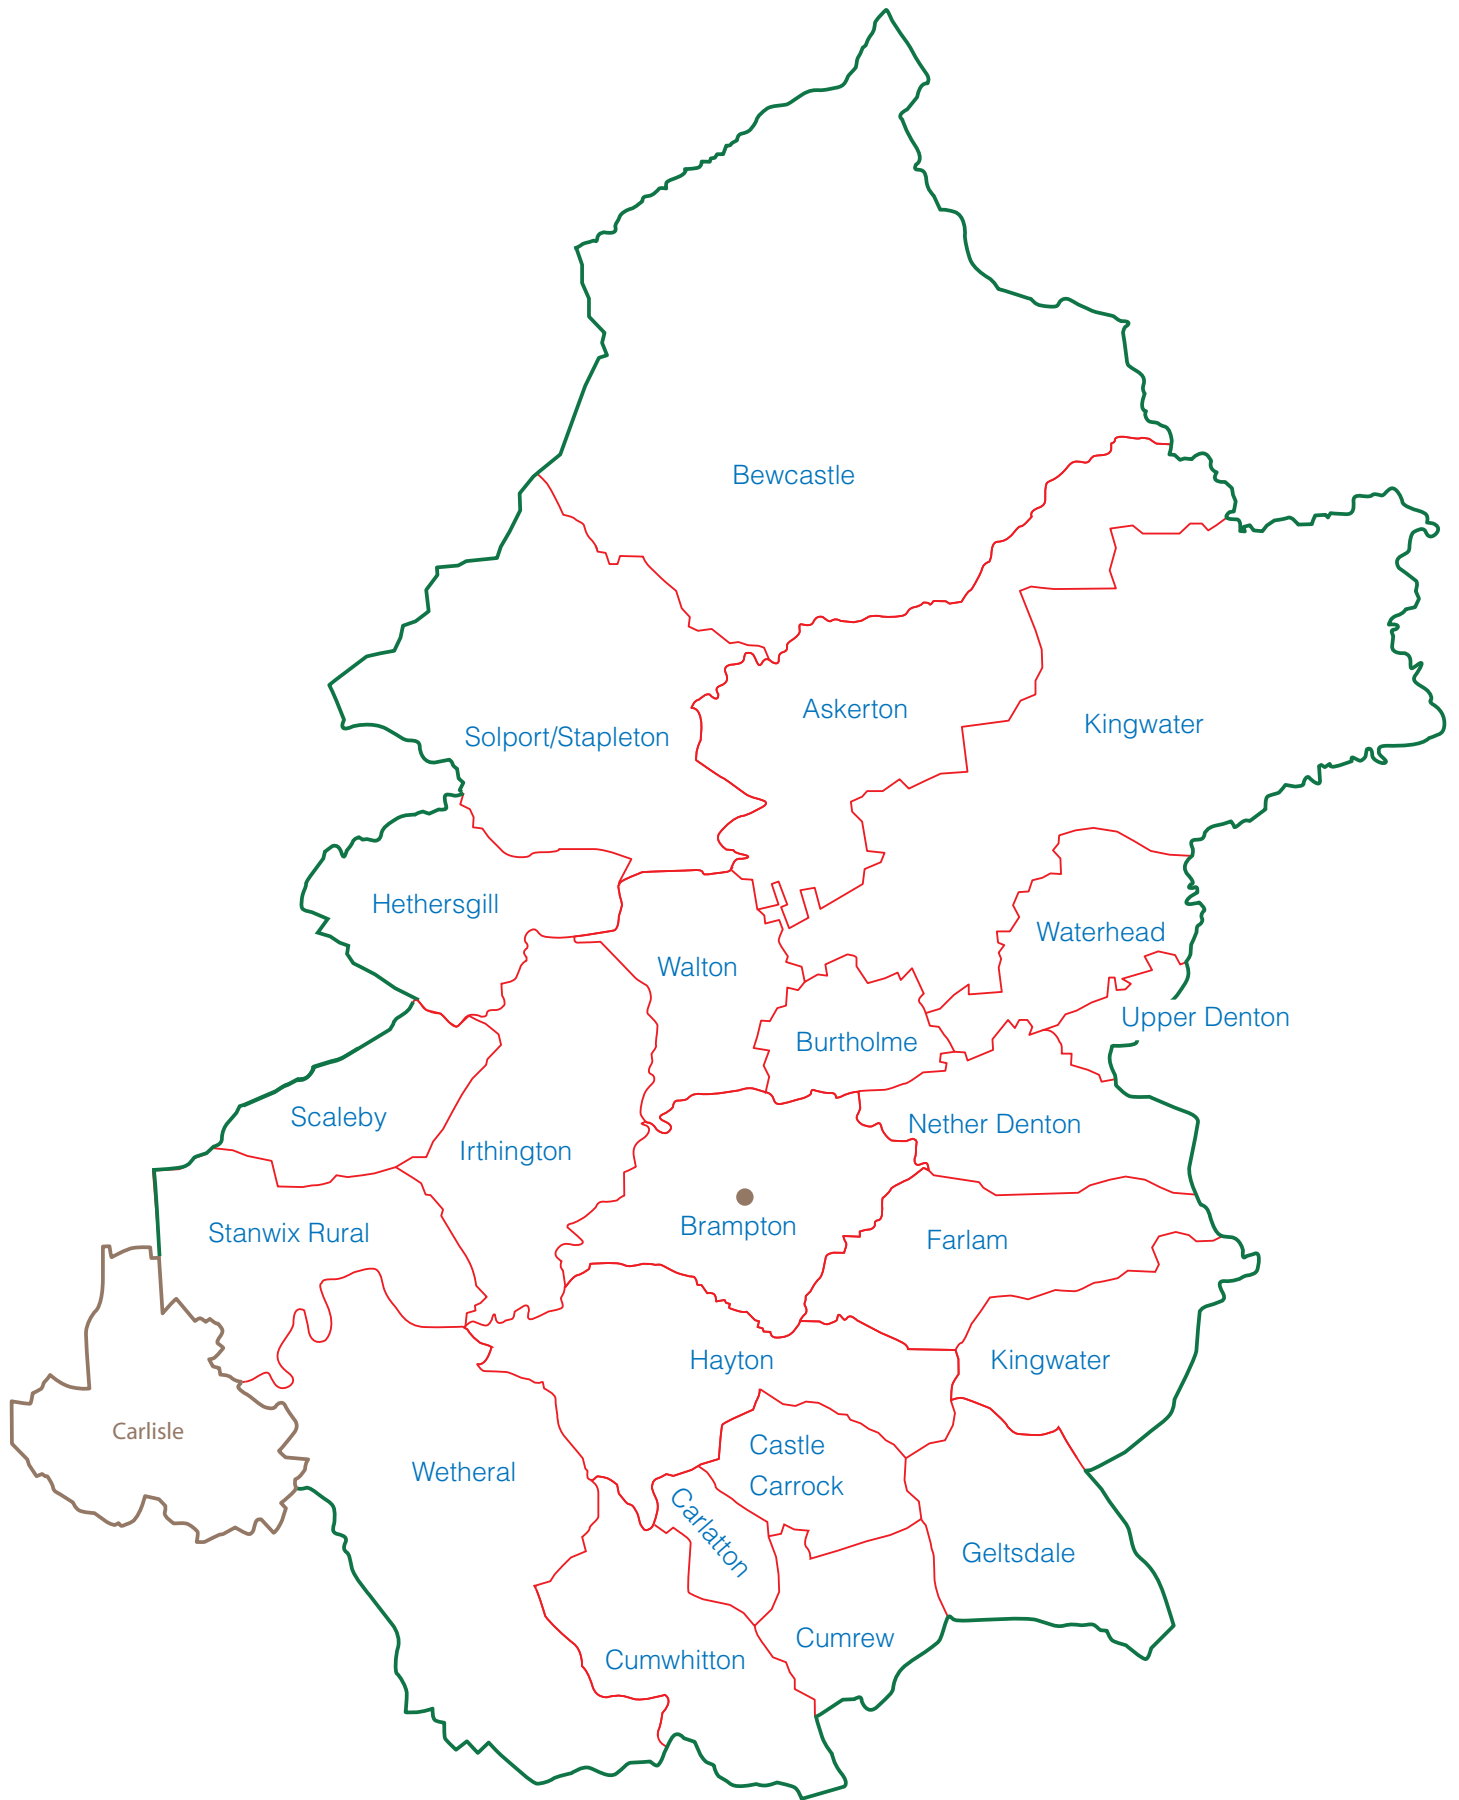 Bewcastle
Askerton
Kingwater
Solport/Stapleton
Hethersgill
Waterhead
Walton
Upper Denton
Burtholme
Scaleby
Nether Denton
Irthington
Brampton
Stanwix Rural
Farlam
Hayton
Kingwater
Carlisle
Castle
Carrock
Wetheral
Carlatton
Geltsdale
Cumrew
Cumwhitton